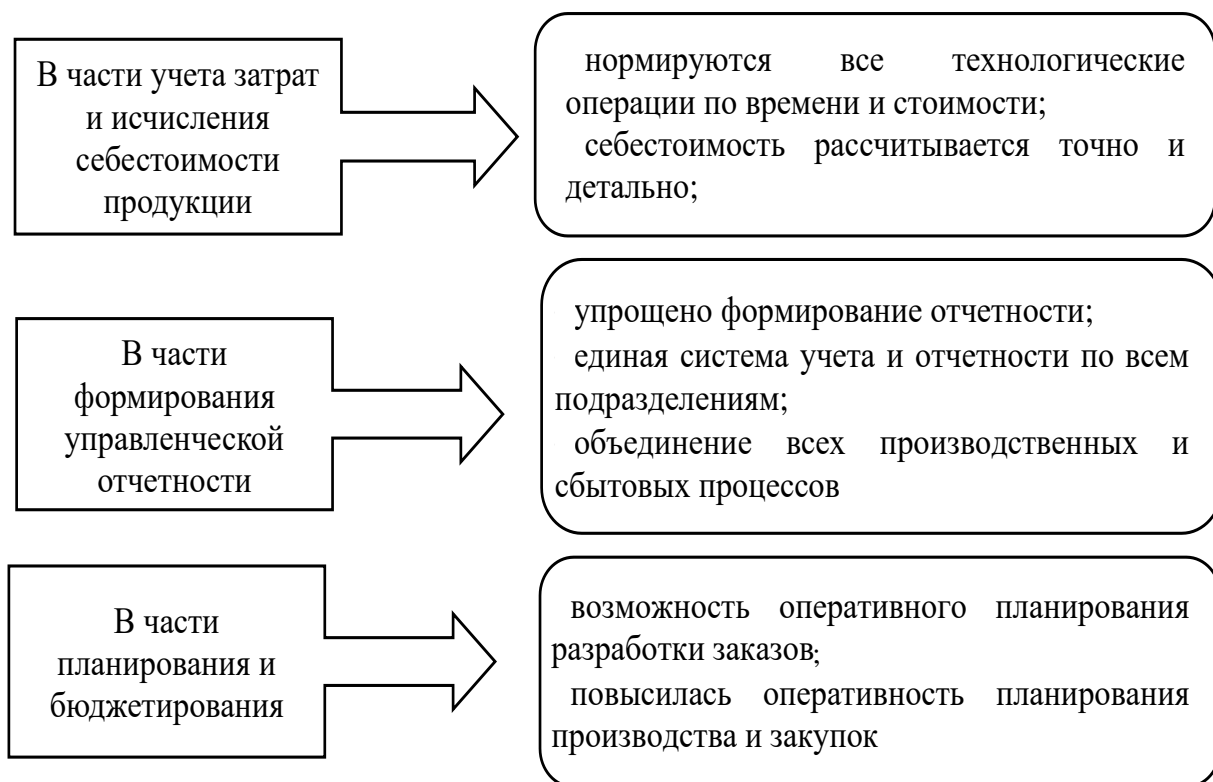 В части учета затрат
и исчисления
себестоимости
продукции
нормируются все технологические
операции по времени и стоимости;
себестоимость рассчитывается точно и
детально;
В части
формирования
управленческой
отчетности
упрощено формирование отчетности;
единая система учета и отчетности по всем
подразделениям;
объединение всех производственных и
сбытовых процессов
В части
планирования и
бюджетирования
возможность оперативного планирования
разработки заказов;
повысилась оперативность планирования
производства и закупок